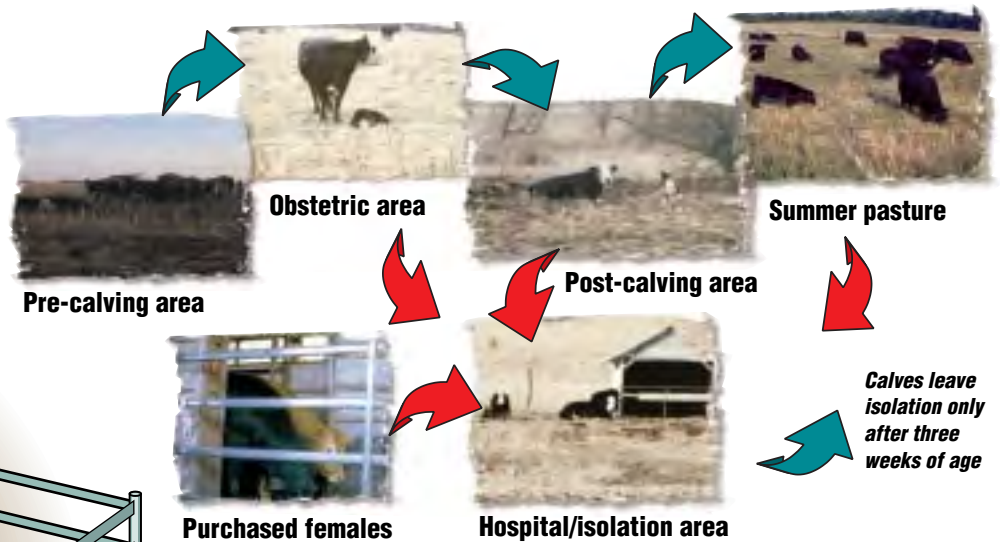 Obstetric area
Summer pasture
Pre-calving area
Post-calving area
Calves leave
isolation only
after three
weeks of age
Purchased females
Hospital/isolation area